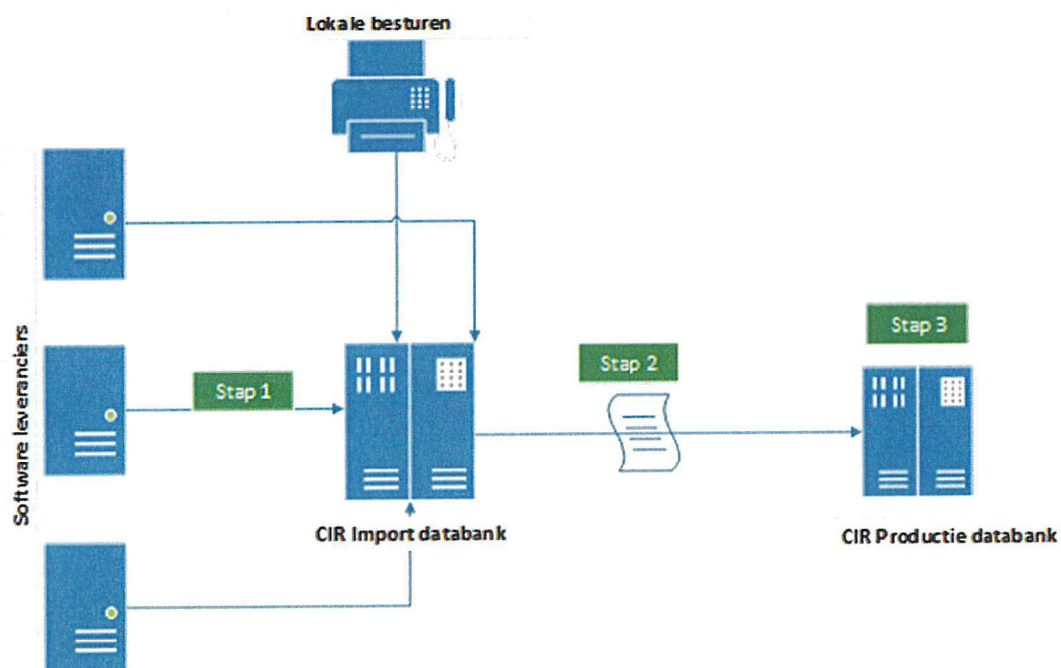 Lokale besturen
Software leveranciers
Stap 1
Stap 2
Stap 3
CIR Import databank
CIR Productie databank